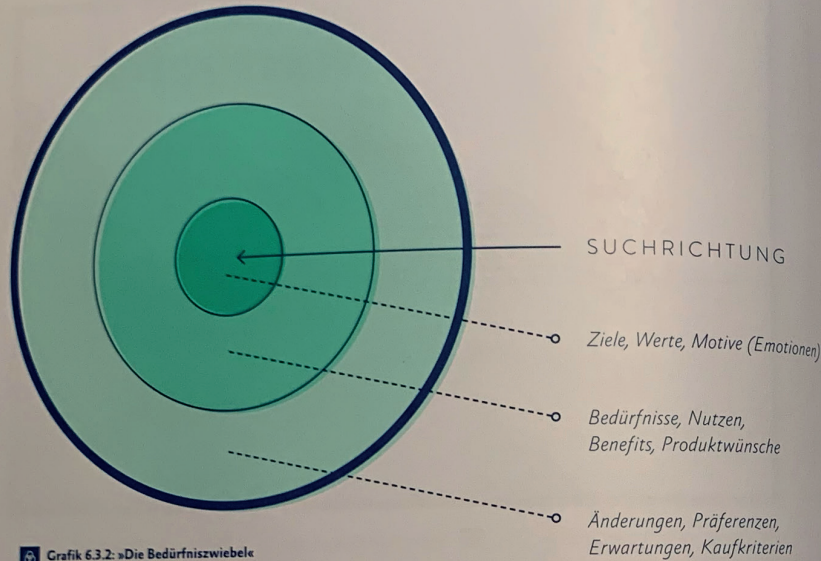 SUCHRICHTUNG
Ziele, Werte, Motive (Emotionen)
Bedürfnisse, Nutzen,
Benefits, Produktwünsche
Änderungen, Präferenzen,
Erwartungen, Kaufkriterien
Grafik 6.3.2: »Die Bedürfniszwiebel«